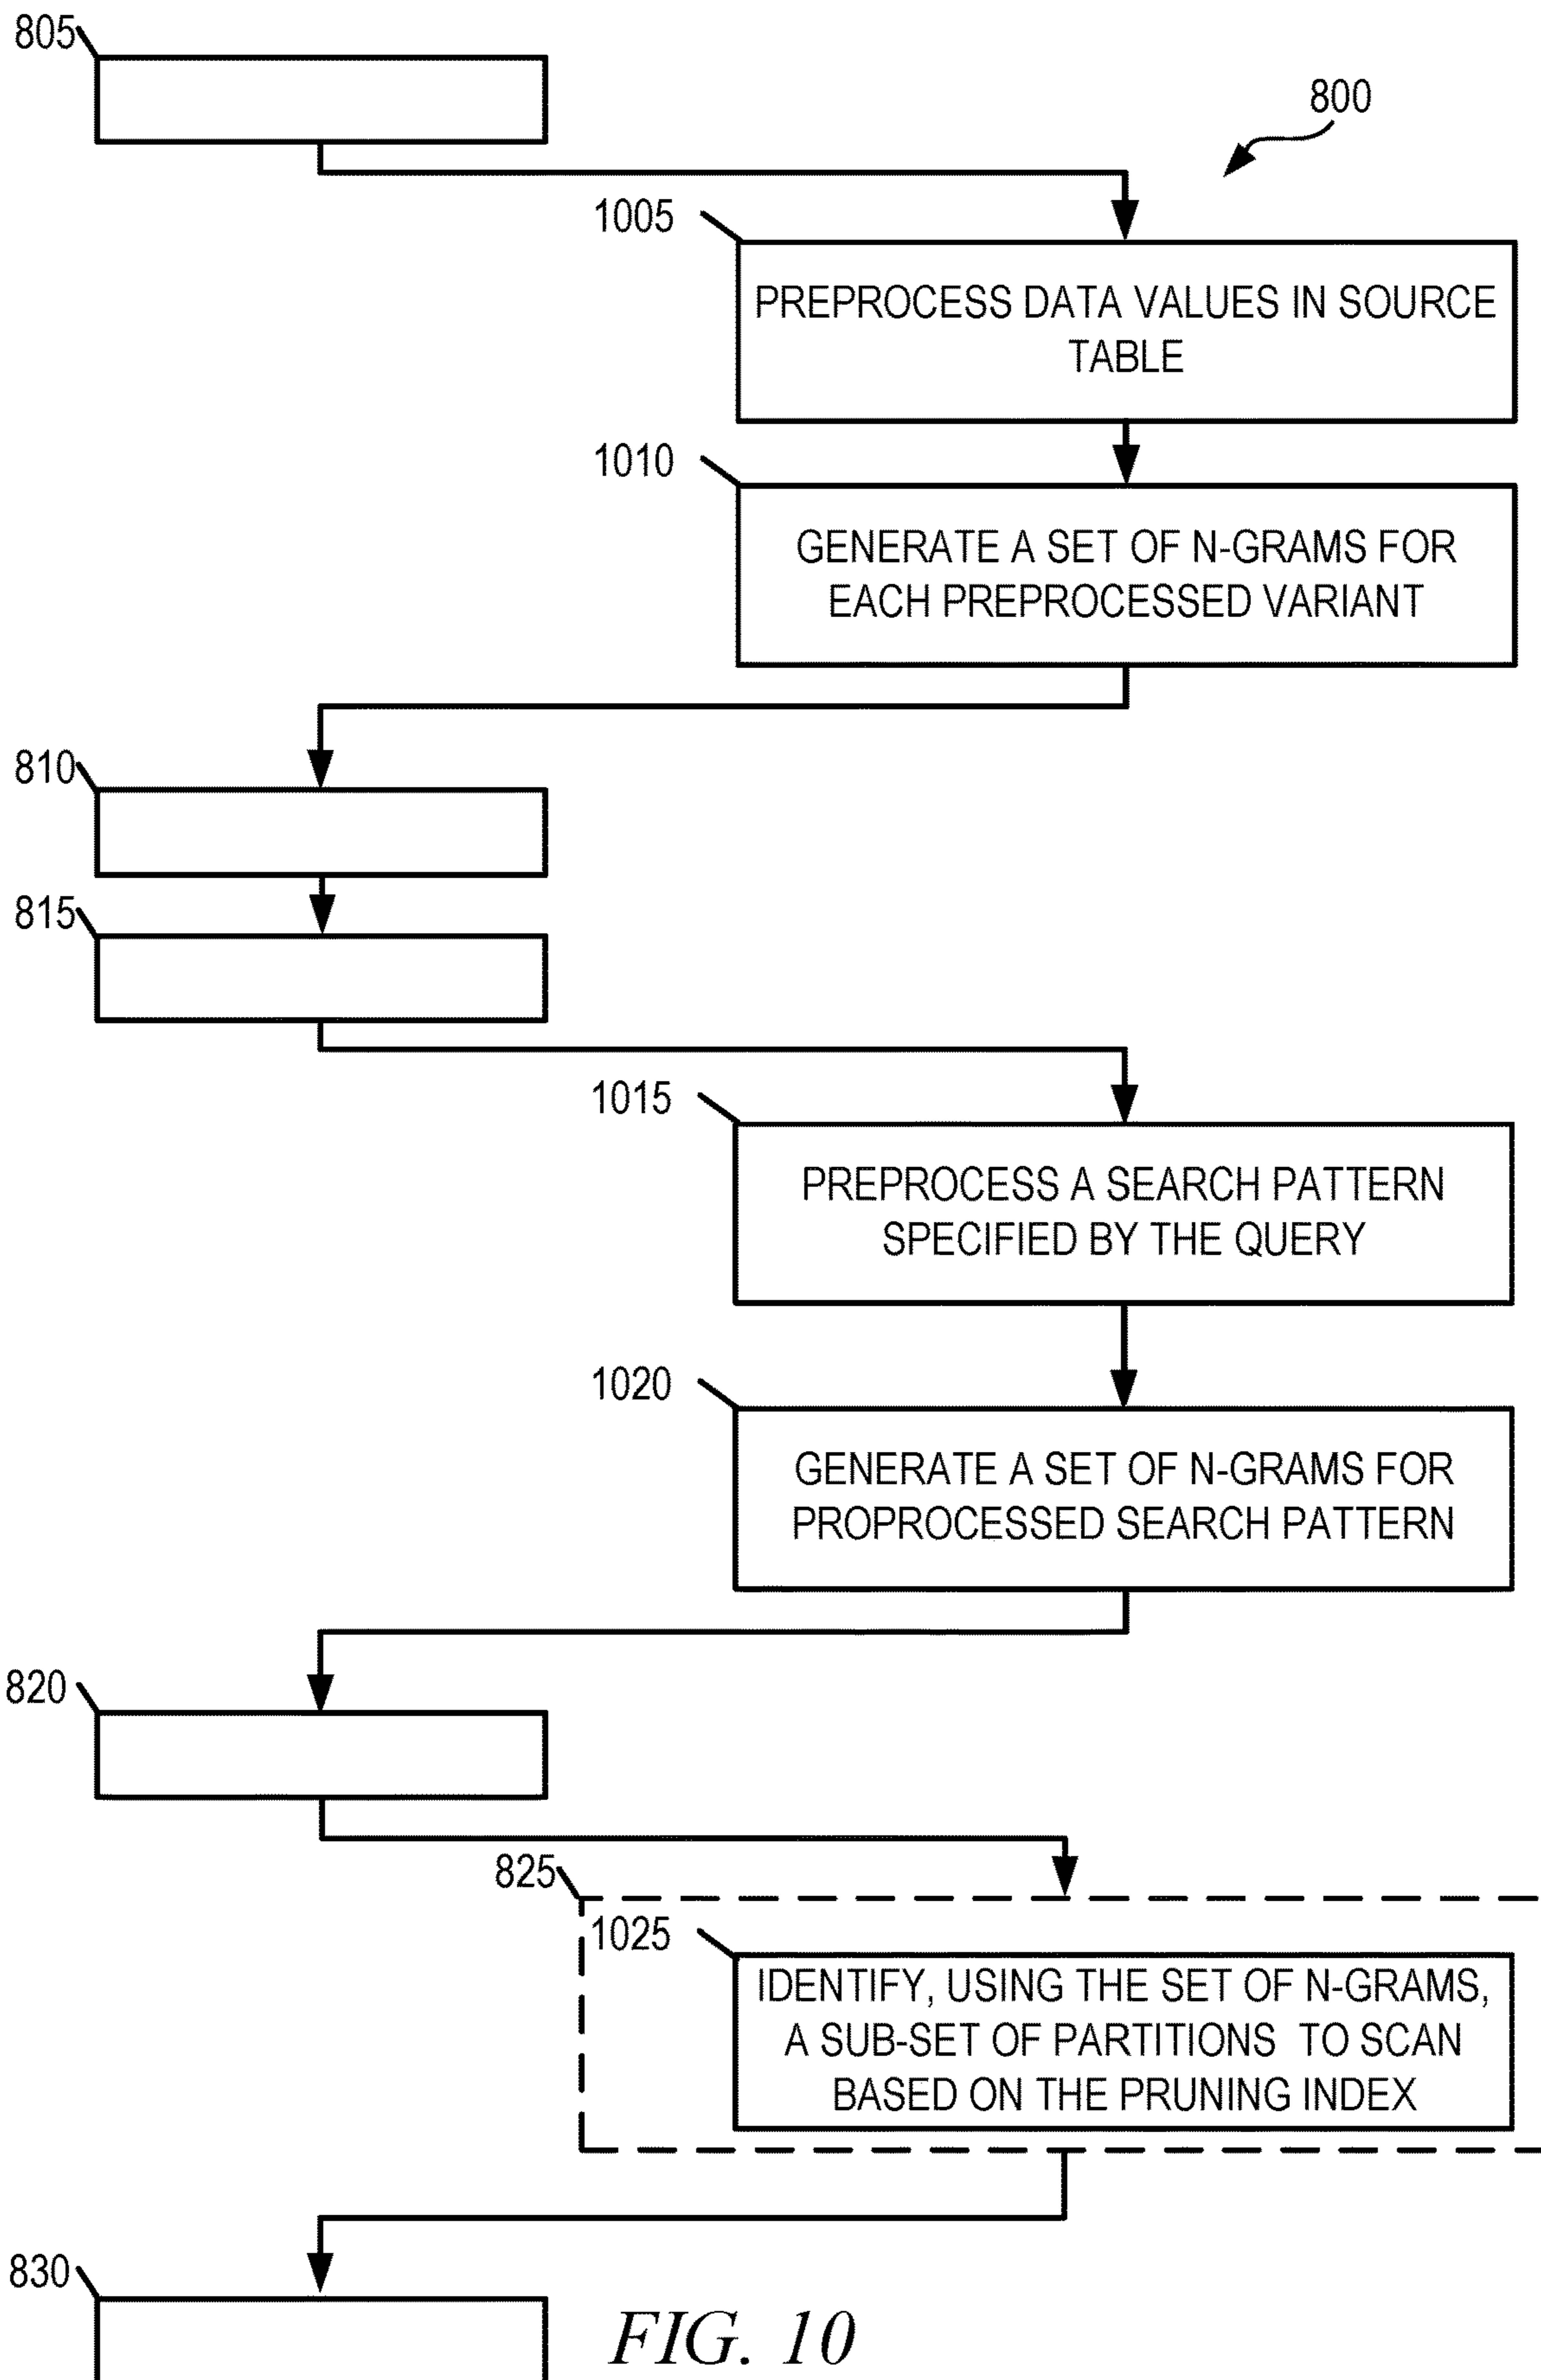 805
800
1005
PREPROCESS DATA VALUES IN SOURCE
TABLE
1010
GENERATE A SET OF N-GRAMS FOR
EACH PREPROCESSED VARIANT
810
815
1015
PREPROCESS A SEARCH PATTERN
SPECIFIED BY THE QUERY
1020
GENERATE A SET OF N-GRAMS FOR
PROPROCESSED SEARCH PATTERN
820
825
1025
IDENTIFY, USING THE SET OF N-GRAMS,
A SUB-SET OF PARTITIONS TO SCAN
BASED ON THE PRUNING INDEX
830
FIG. 10